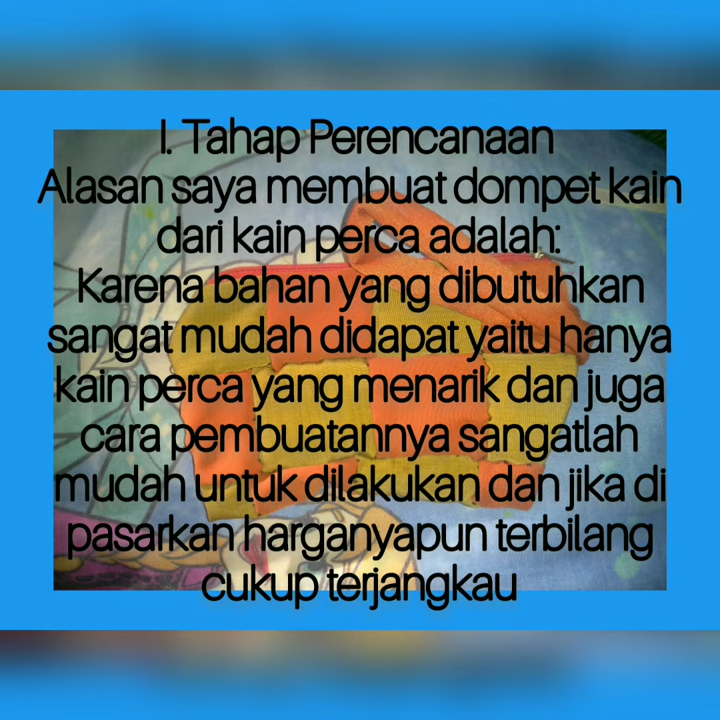 I. Tahap Perencanaan
Alasan saya membuat dompet kain
dari kain perca adalah:
Karena bahan yang dibutuhkan
sangat mudah didapat yaitu hanya
kain perca yang menarik dan juga
cara pembuatannya sangatlah
mudah untuk dilakukan dan jika di
pasarkan harganyapun terbilang
cukup terjangkau